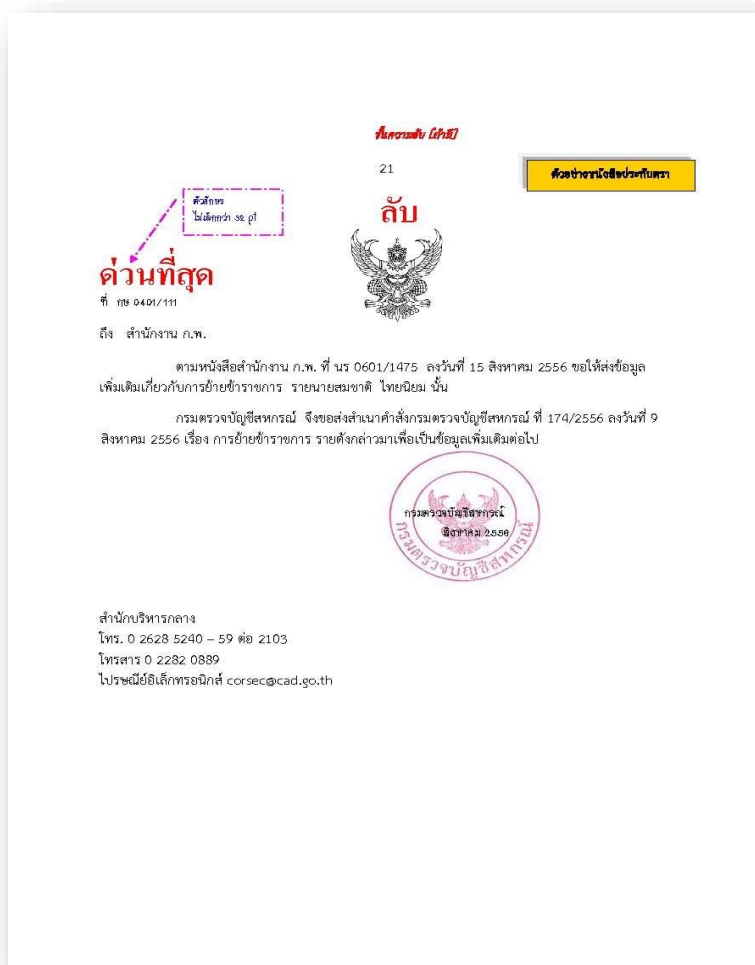 ชั้นความลับ (ถ้ามี)
21
ตัวอย่างหนังสือประทับตรา
ตัวอักษร
ไม่เล็กกว่า 32 pt
ลับ
ด่วนที่สุด
ที่ กษ 0401/111
ถึง สำนักงาน ก.พ.
ตามหนังสือสำนักงาน ก.พ. ที่ นร 0601/1475 ลงวันที่ 15 สิงหาคม 2556 ขอให้ส่งข้อมูล
เพิ่มเติมเกี่ยวกับการย้ายข้าราชการ รายนายสมชาติ ไทยนิยม นั้น
กรมตรวจบัญชีสหกรณ์ จึงขอส่งสำเนาคำสั่งกรมตรวจบัญชีสหกรณ์ ที่ 174/2556 ลงวันที่ 9
สิงหาคม 2556 เรื่อง การย้ายข้าราชการ รายดังกล่าวมาเพื่อเป็นข้อมูลเพิ่มเติมต่อไป
กรมตรวจบัญชีสหกรณ์
สิงหาคม 2556
กรมตรวจบัญชีสหกรณ์
สำนักบริหารกลาง
โทร. 0 2628 5240 – 59 ต่อ 2103
โทรสาร 0 2282 0889
ไปรษณีย์อิเล็กทรอนิกส์ corsec@cad.go.th